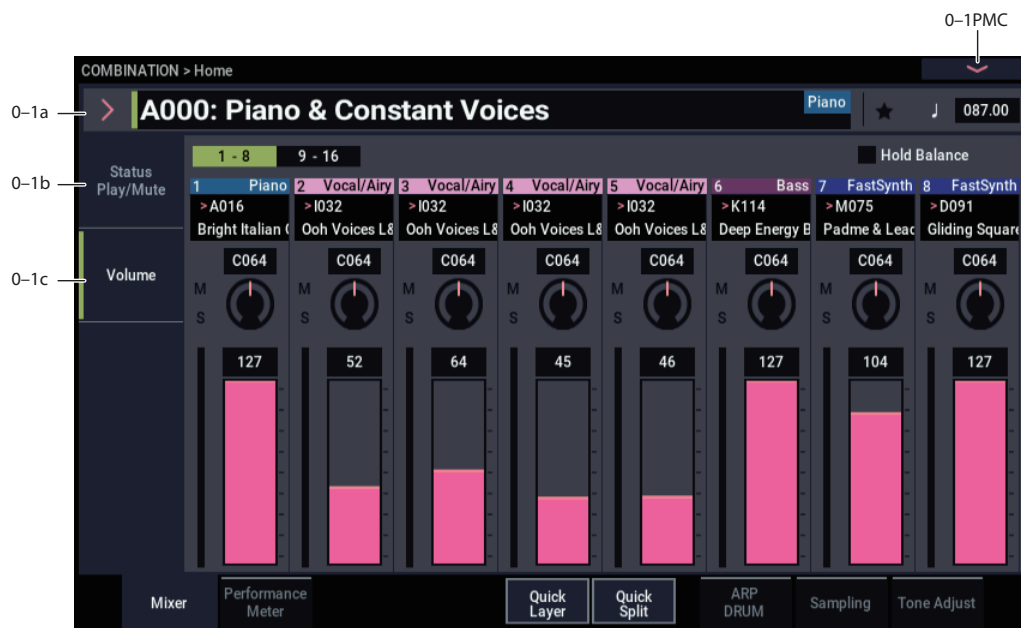 0–1PMC
COMBINATION > Home
0–1a
A000: Piano & Constant Voices
Piano
♩ 087.00
0–1b
Status
Play/Mute
1 - 8
9 - 16
Hold Balance
1 Piano 2 Vocal/Airy 3 Vocal/Airy 4 Vocal/Airy 5 Vocal/Airy 6 Bass 7 FastSynth 8 FastSynth
>A016 >I032 >I032 >I032 >I032 >K114 >M075 >D091
Bright Italian Ooh Voices L& Ooh Voices L& Ooh Voices L& Ooh Voices L& Deep Energy B Padme & Lead Gliding Square
0–1c
Volume
C064 C064 C064 C064 C064 C064 C064 C064
M M M M M M M M
S S S S S S S S
127 52 64 45 46 127 104 127
Mixer
Performance
Meter
Quick
Layer
Quick
Split
ARP
DRUM
Sampling
Tone Adjust